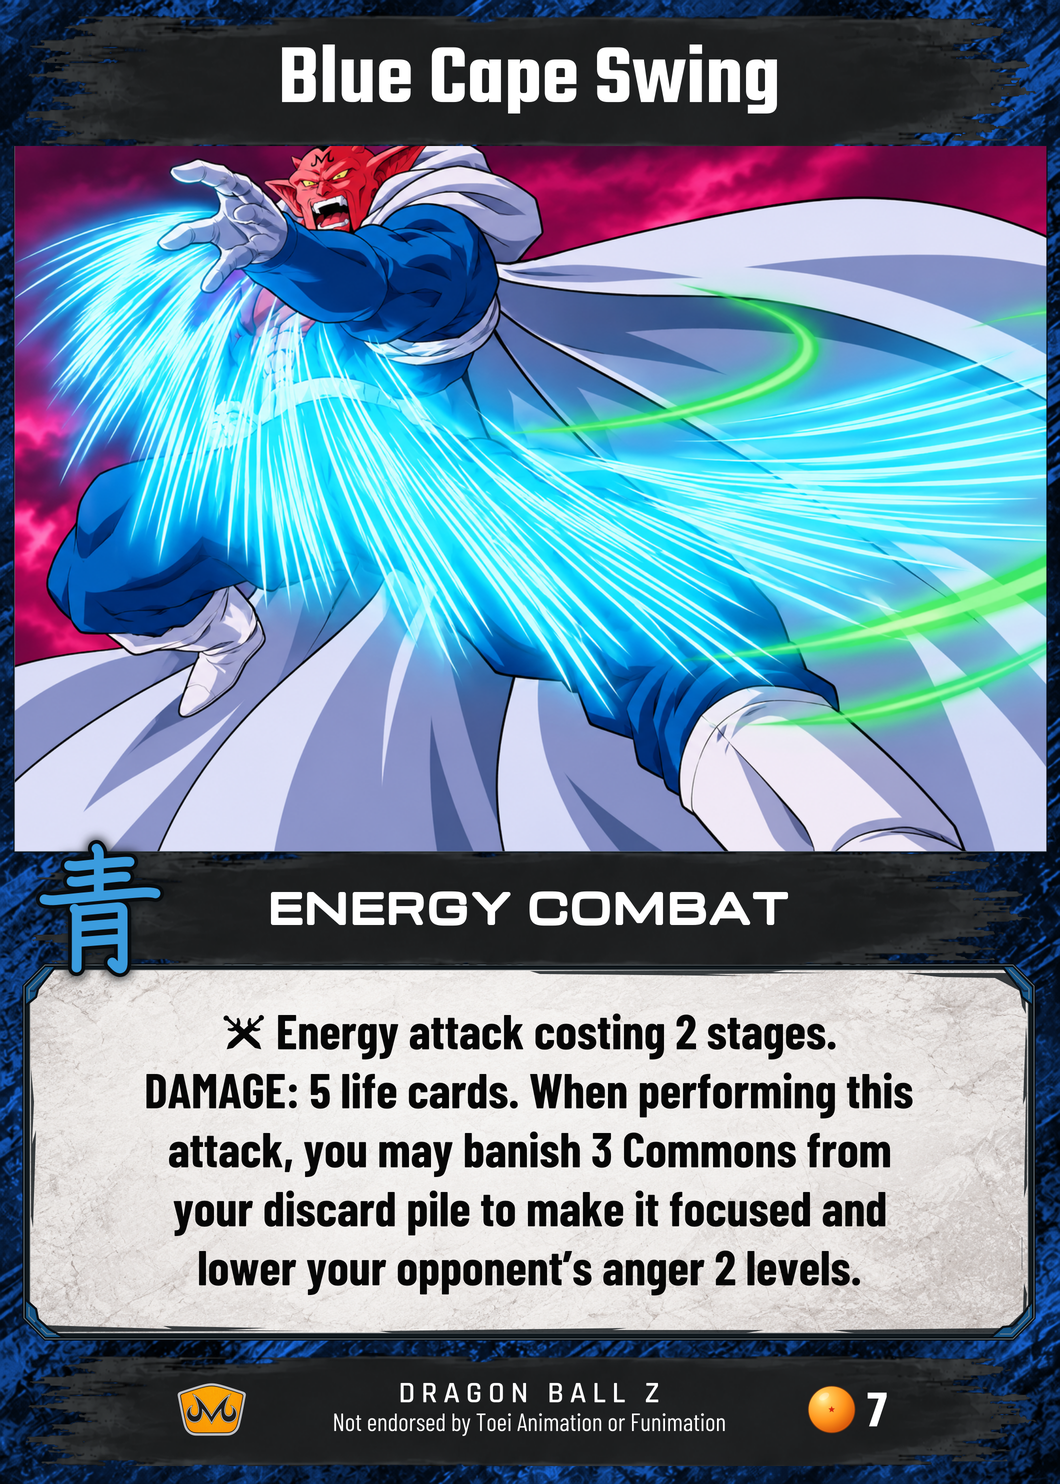 Blue Cape Swing
青
ENERGY COMBAT
Energy attack costing 2 stages.
DAMAGE: 5 life cards. When performing this
attack, you may banish 3 Commons from
your discard pile to make it focused and
lower your opponent’s anger 2 levels.
DRAGON BALL Z
Not endorsed by Toei Animation or Funimation
7